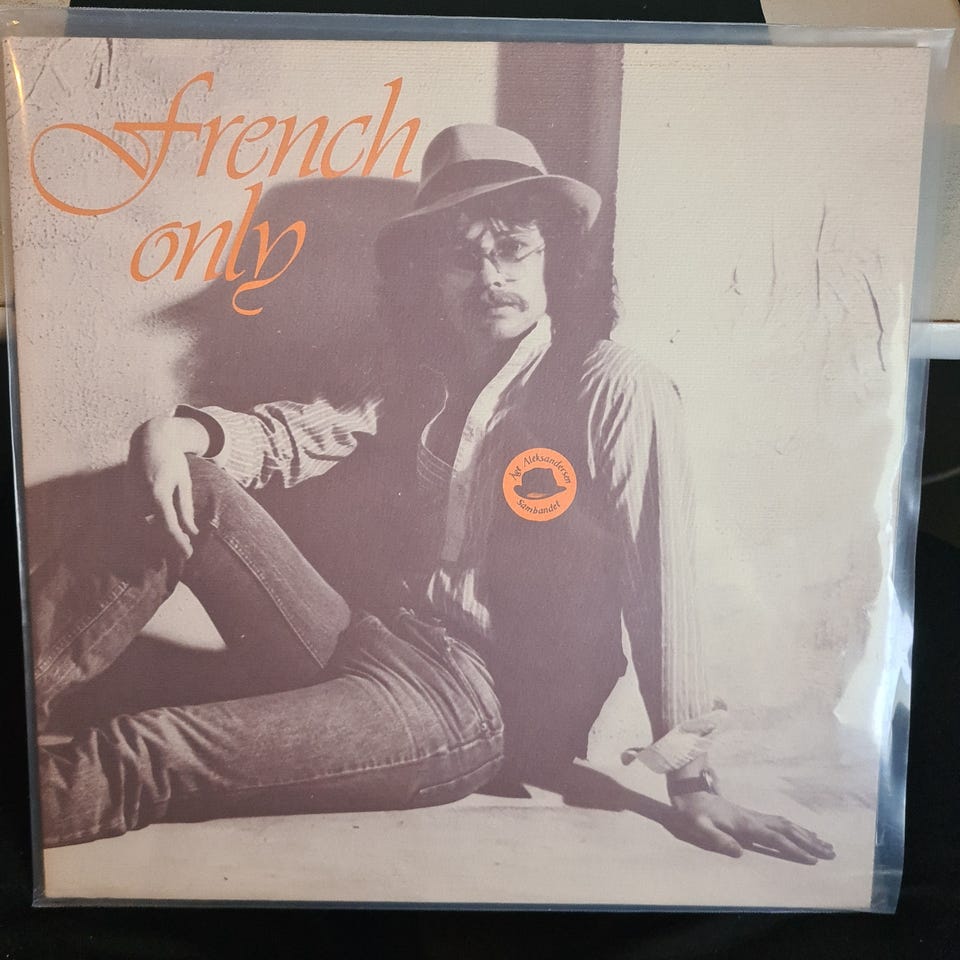 French
only
Åge Aleksandersen
Sambandet